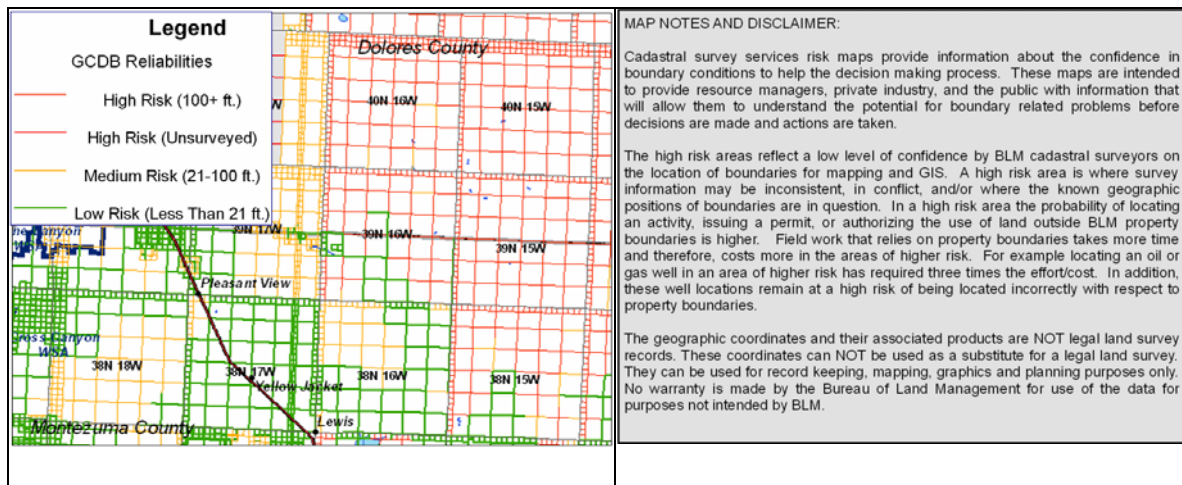 Legend
GCDB Reliabilities
High Risk (100+ ft.)
High Risk (Unsurveyed)
Medium Risk (21-100 ft.)
Low Risk (Less Than 21 ft.)
Dolores County
40N 16W
40N 15W
39N 17W
39N 16W
39N 15W
Canyon
WSA
Pleasant View
Canyon
WSA
38N 18W
38N 17W
38N 16W
38N 15W
Yellow Jacket
Lewis
Montezuma County
MAP NOTES AND DISCLAIMER:
Cadastral survey services risk maps provide information about the confidence in
boundary conditions to help the decision making process. These maps are intended
to provide resource managers, private industry, and the public with information that
will allow them to understand the potential for boundary related problems before
decisions are made and actions are taken.
The high risk areas reflect a low level of confidence by BLM cadastral surveyors on
the location of boundaries for mapping and GIS. A high risk area is where survey
information may be inconsistent, in conflict, and/or where the known geographic
positions of boundaries are in question. In a high risk area the probability of locating
an activity, issuing a permit, or authorizing the use of land outside BLM property
boundaries is higher. Field work that relies on property boundaries takes more time
and therefore, costs more in the areas of higher risk. For example locating an oil or
gas well in an area of higher risk has required three times the effort/cost. In addition,
these well locations remain at a high risk of being located incorrectly with respect to
property boundaries.
The geographic coordinates and their associated products are NOT legal land survey
records. These coordinates can NOT be used as a substitute for a legal land survey.
They can be used for record keeping, mapping, graphics and planning purposes only.
No warranty is made by the Bureau of Land Management for use of the data for
purposes not intended by BLM.